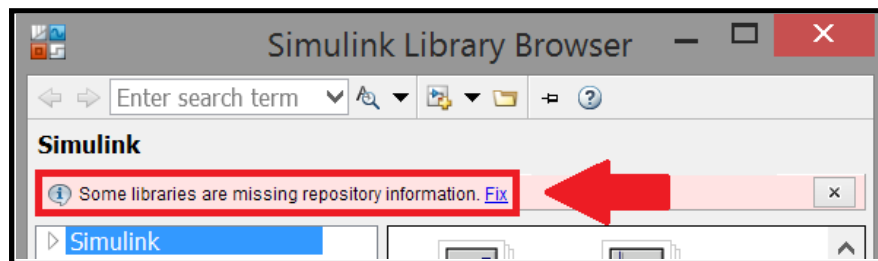 Simulink Library Browser
Enter search term
Simulink
Some libraries are missing repository information. Fix
Simulink